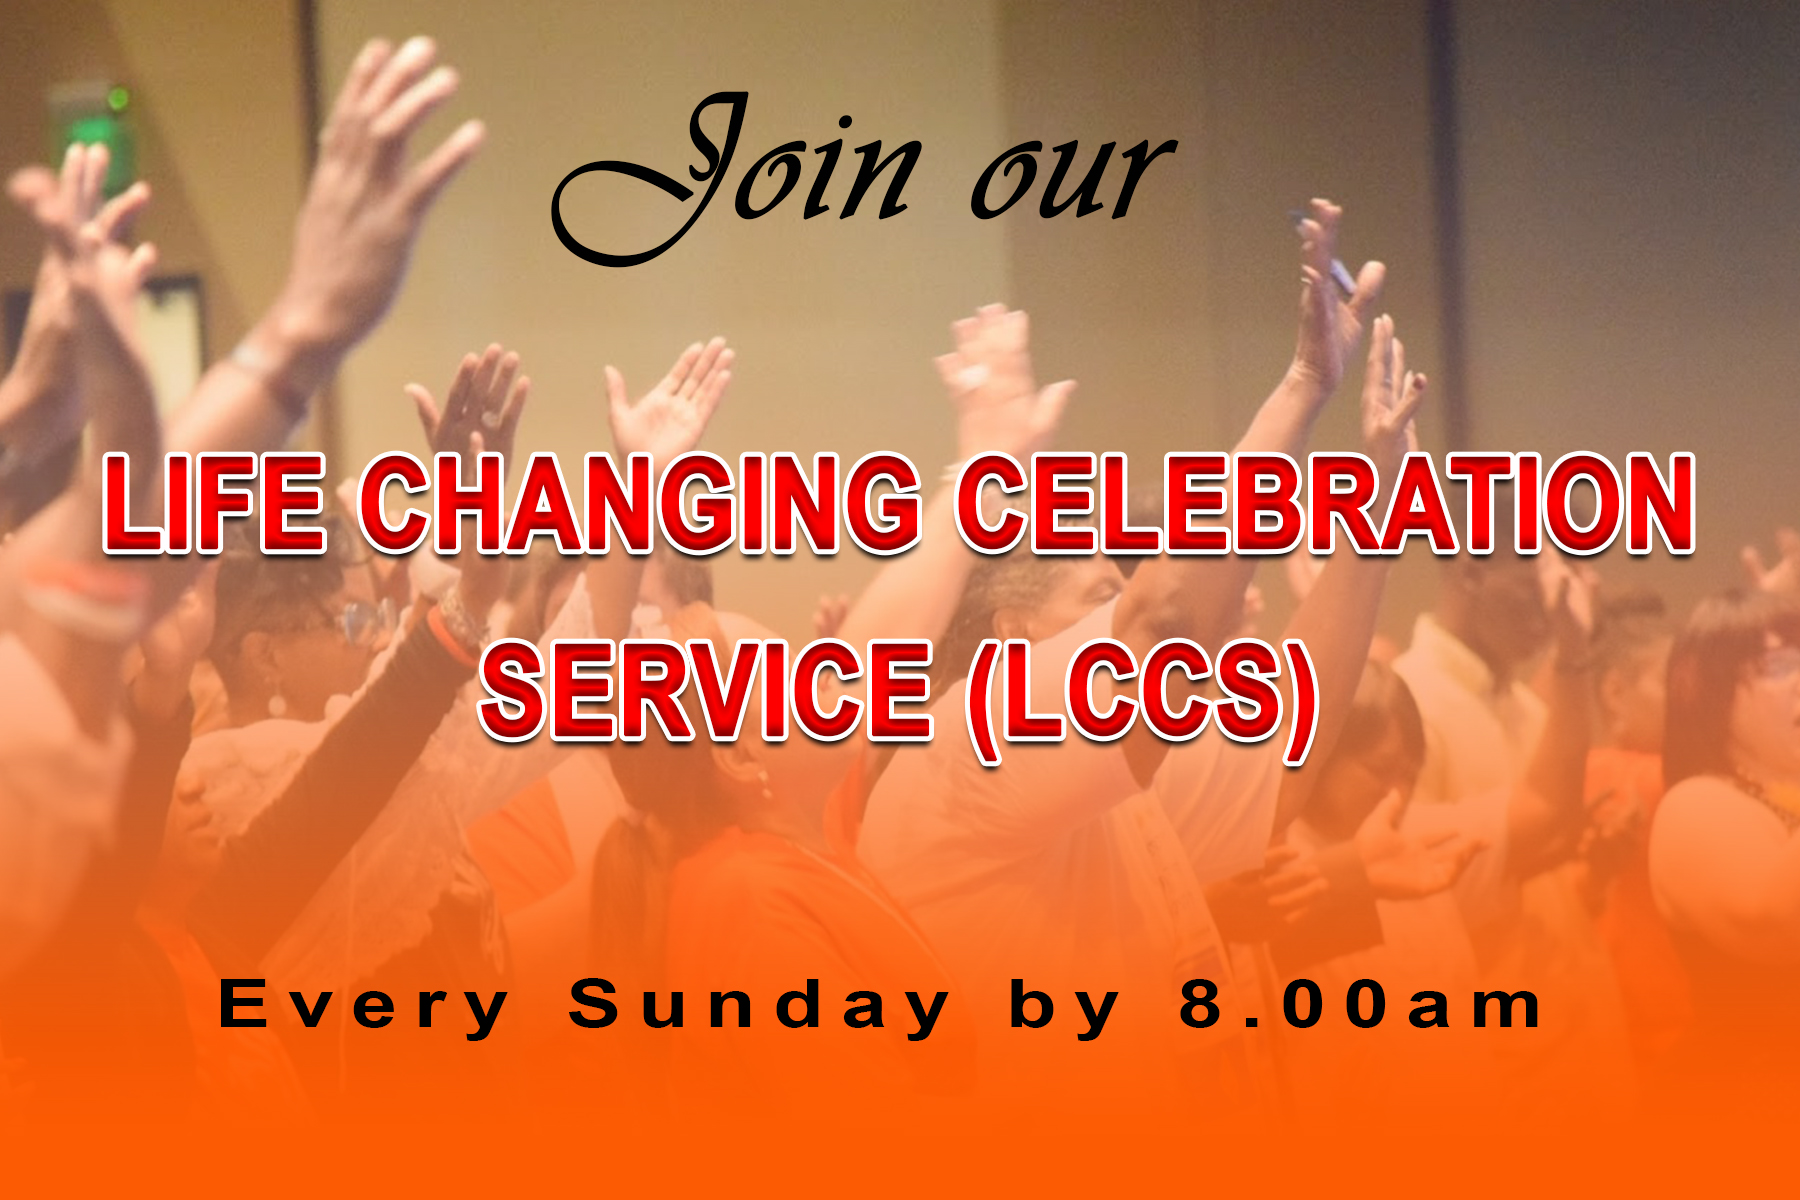 Join our
LIFE CHANGING CELEBRATION
SERVICE (LCCS)
Every Sunday by 8.00am